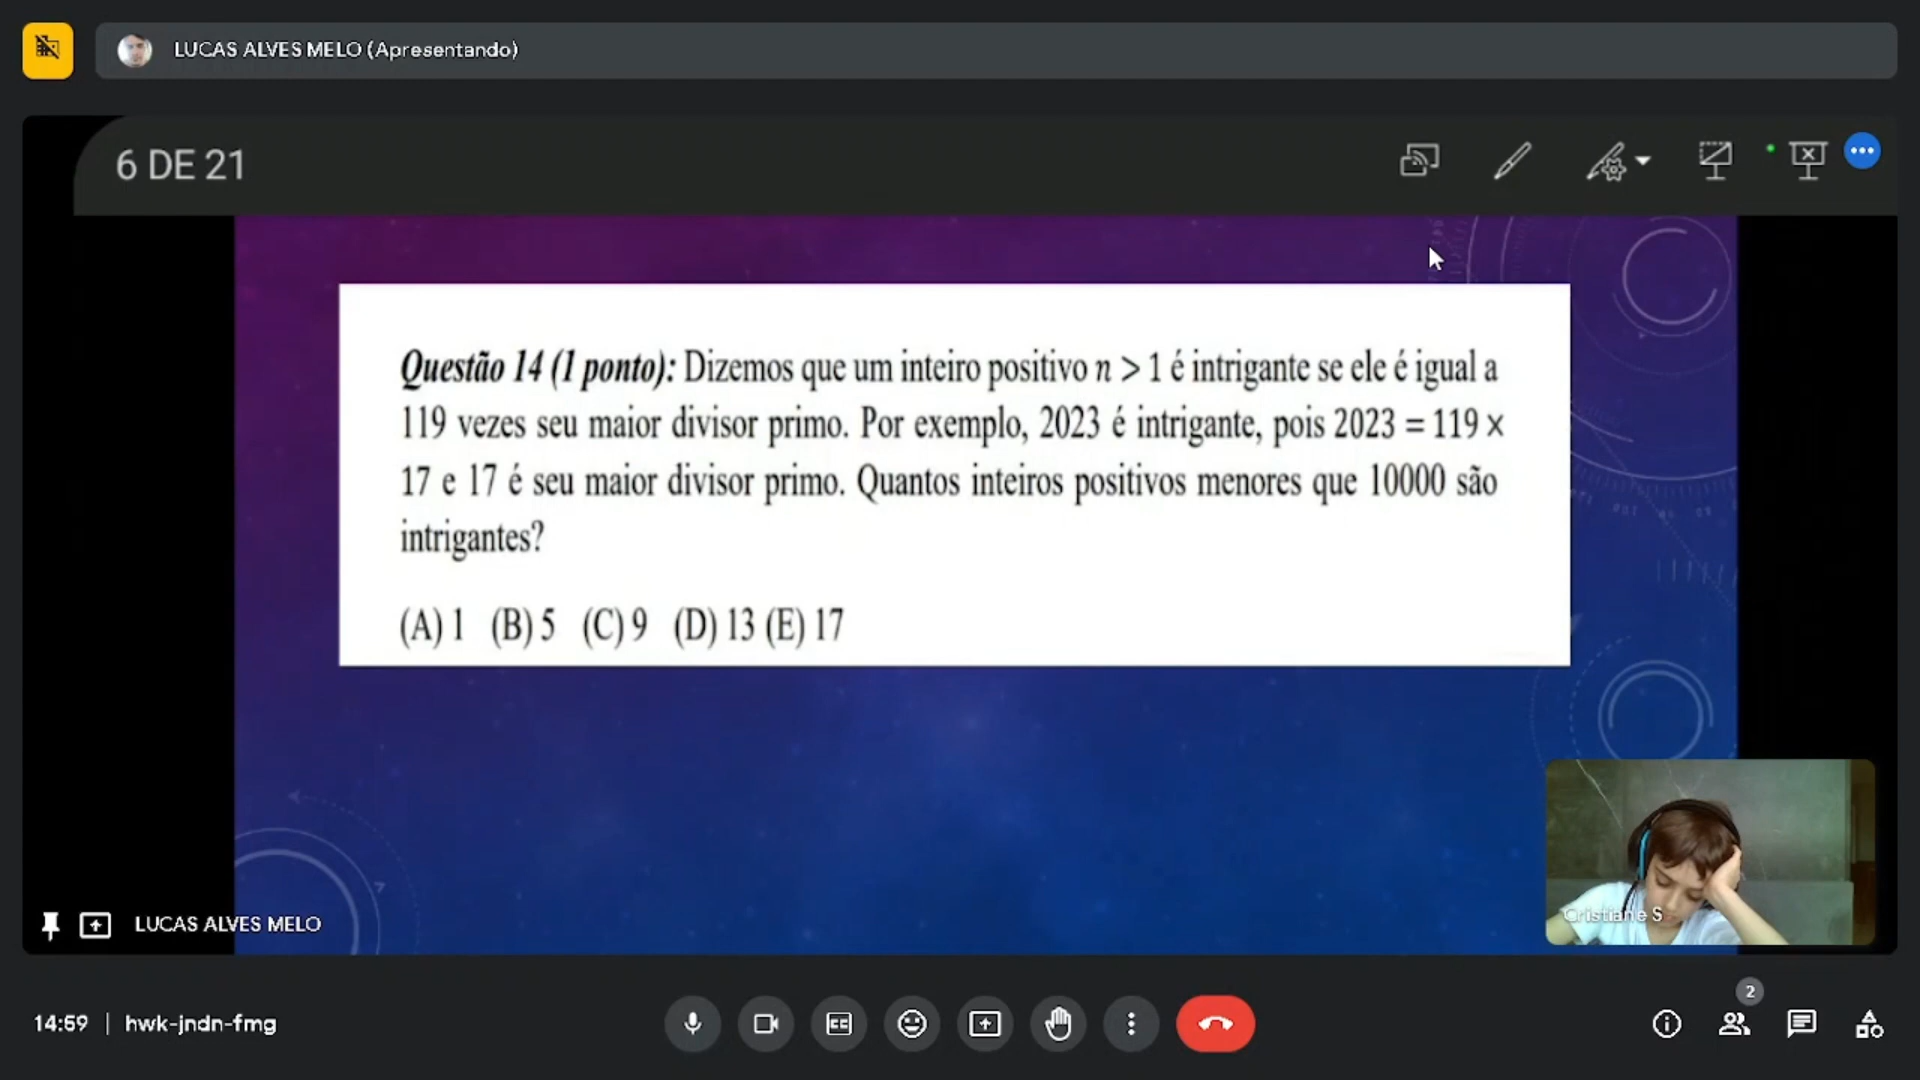 LUCAS ALVES MELO (Apresentando)
6 DE 21
Questão 14 (1 ponto): Dizemos que um inteiro positivo n > 1 é intrigante se ele é igual a
119 vezes seu maior divisor primo. Por exemplo, 2023 é intrigante, pois 2023 = 119 ×
17 e 17 é seu maior divisor primo. Quantos inteiros positivos menores que 10000 são
intrigantes?
(A) 1 (B) 5 (C) 9 (D) 13 (E) 17
Cristiane S
LUCAS ALVES MELO
2
14:59 | hwk-jndn-fmg